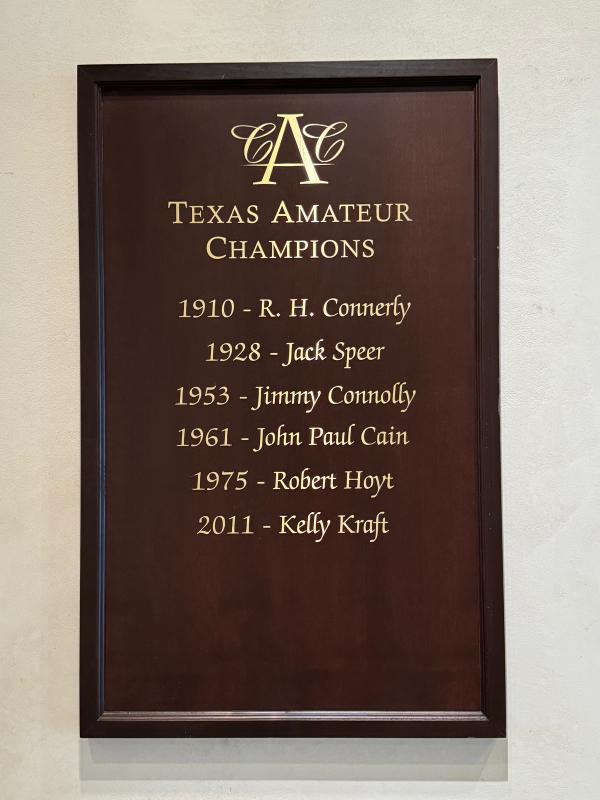 CAC
TEXAS AMATEUR
CHAMPIONS
1910 - R. H. Connerly
1928 - Jack Speer
1953 - Jimmy Connolly
1961 - John Paul Cain
1975 - Robert Hoyt
2011 - Kelly Kraft